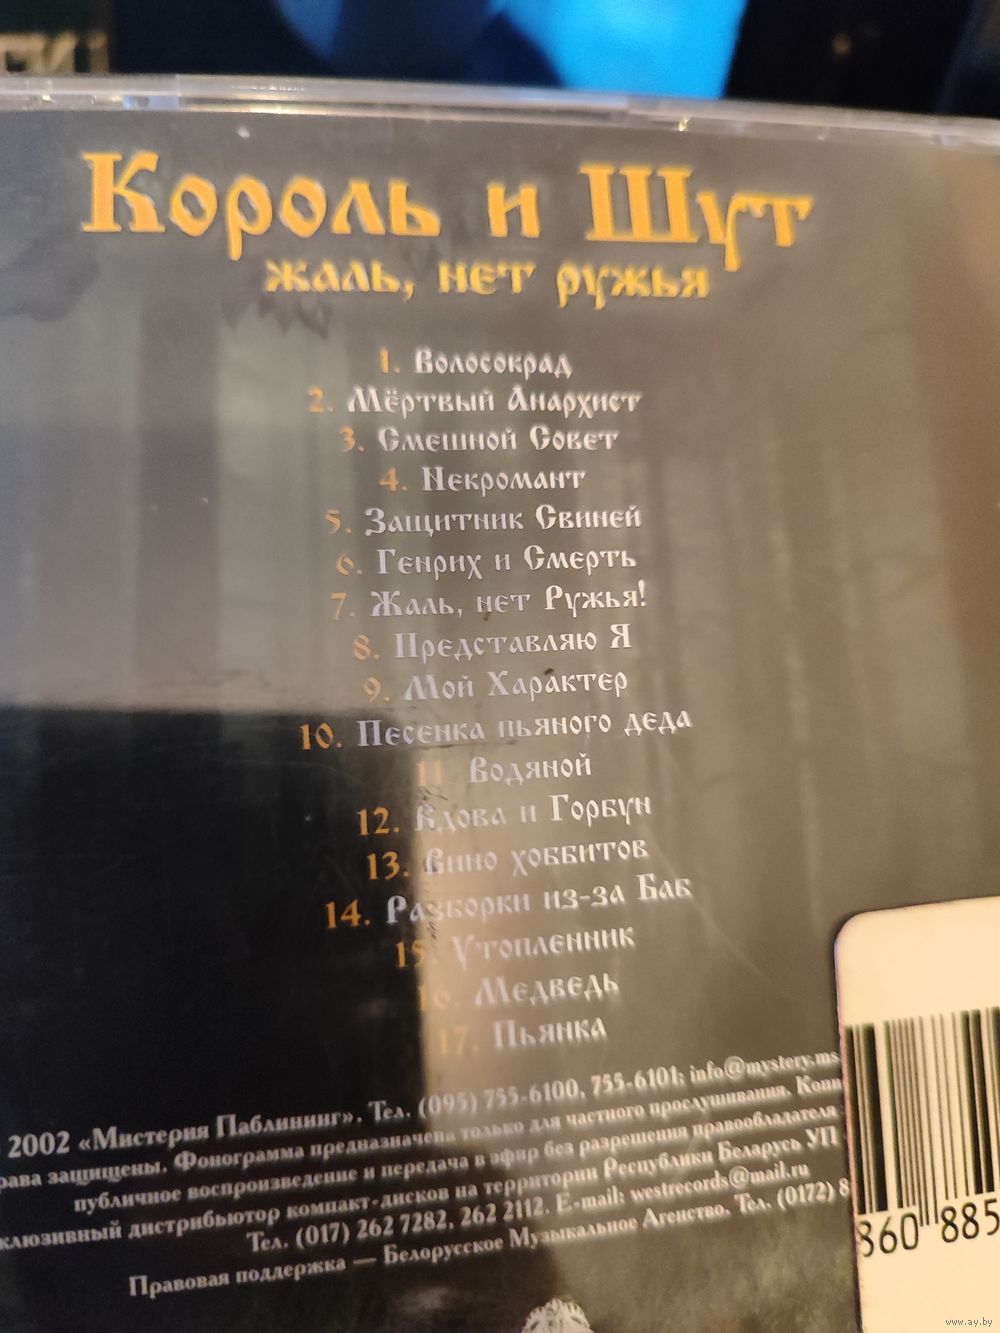 Король и Шут
жаль, нет ружья
1. Волосокрад
2. Мёртвый Анархист
3. Смешной Совет
4. Некромант
5. Защитник Свиней
6. Генрих и Смерть
7. Жаль, нет Ружья!
8. Представляю Я
9. Мой Характер
10. Песенка пьяного деда
11. Водяной
12. Вдова и Горбун
13. Вино хоббитов
14. Разборки из-за Баб
15. Утопленник
16. Медведь
17. Пьянка
2002 «Мистерия Паблининг». Тел. (095) 755-6100, 755-6101; info@mystery.ms
рава защищены. Фонограмма предназначена только для частного прослушивания. Копи
публичное воспроизведение и передача в эфир без разрешения правообладателя
клюзивный дистрибьютор компакт-дисков на территории Республики Беларусь УП
Тел. (017) 262 7282, 262 2112. E-mail: westrecords@mail.ru
Правовая поддержка — Белорусское Музыкальное Агенство. Тел. (0172) 8
860 885
www.ay.by